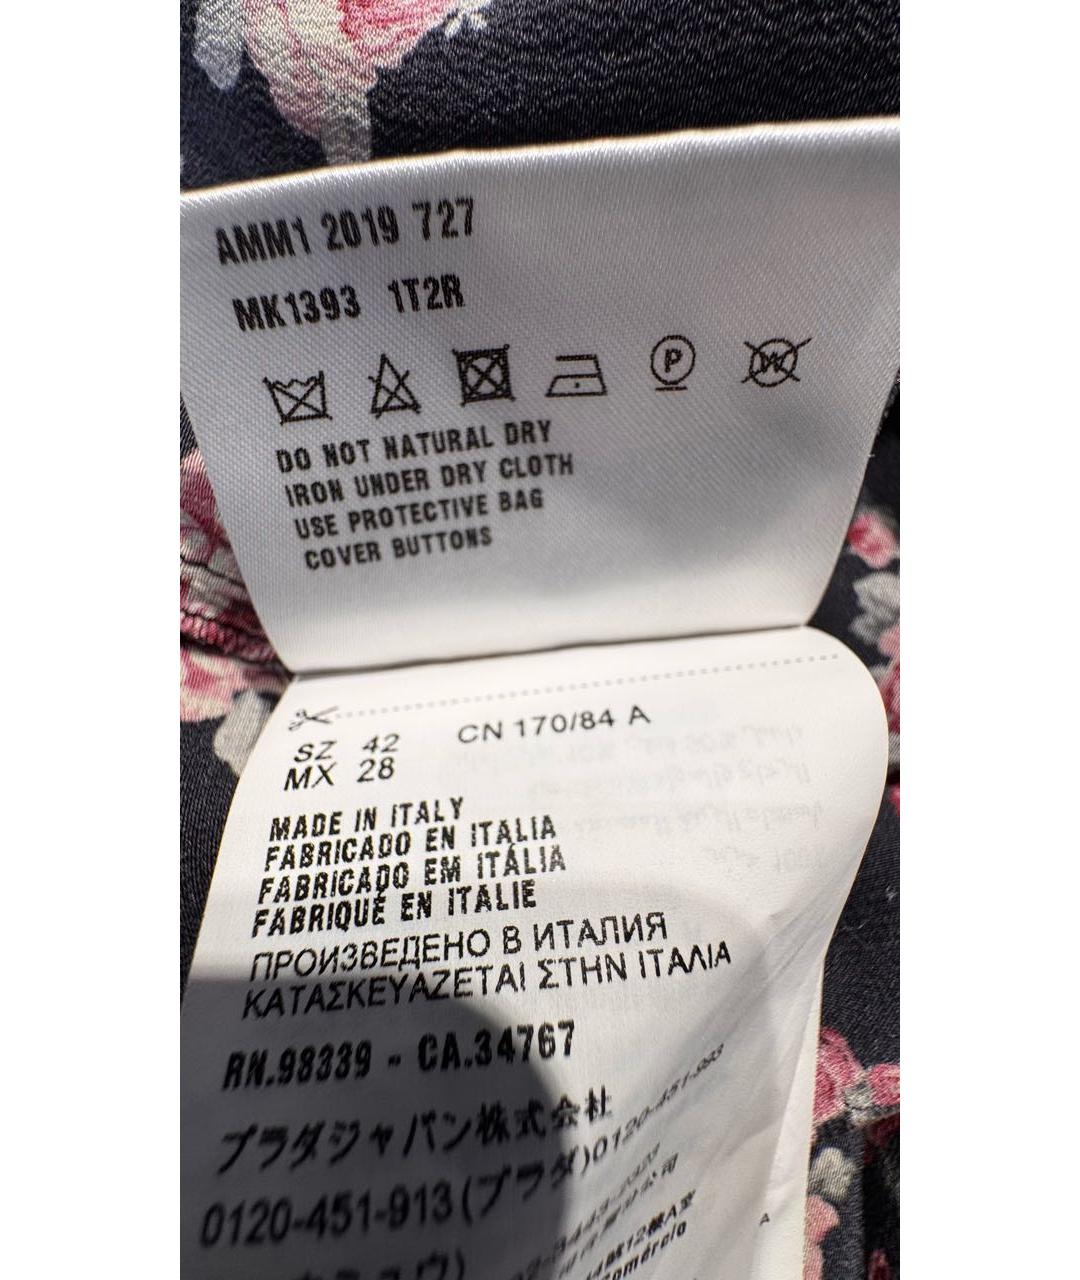 AMM1 2019 727
MK1393 1T2R
P
W
DO NOT NATURAL DRY
IRON UNDER DRY CLOTH
USE PROTECTIVE BAG
COVER BUTTONS
SZ 42 CN 170/84 A
MX 28
MADE IN ITALY
FABRICADO EN ITALIA
FABRICADO EM ITÁLIA
FABRIQUÉ EN ITALIE
ПРОИЗВЕДЕНО В ИТАЛИЯ
ΚΑΤΑΣΚΕΥΑΖΕΤΑΙ ΣΤΗΝ ΙΤΑΛΙΑ
RN.98339 - CA.34767
プラダジャパン株式会社
0120-451-913(プラダ)0120-451-993
A